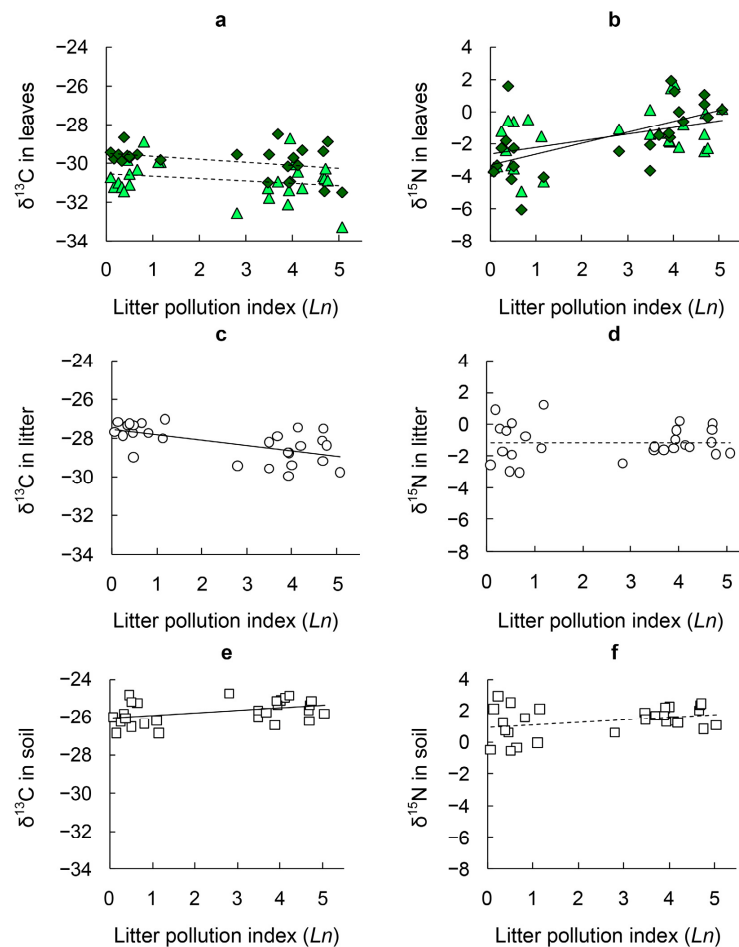 a
−24
−26
−28
−30
−32
−34
δ¹³C in leaves
0 1 2 3 4 5
Litter pollution index (Ln)
b
4
2
0
−2
−4
−6
−8
δ¹⁵N in leaves
0 1 2 3 4 5
Litter pollution index (Ln)
c
−24
−26
−28
−30
−32
−34
δ¹³C in litter
0 1 2 3 4 5
Litter pollution index (Ln)
d
4
2
0
−2
−4
−6
−8
δ¹⁵N in litter
0 1 2 3 4 5
Litter pollution index (Ln)
e
−24
−26
−28
−30
−32
−34
δ¹³C in soil
0 1 2 3 4 5
Litter pollution index (Ln)
f
4
2
0
−2
−4
−6
−8
δ¹⁵N in soil
0 1 2 3 4 5
Litter pollution index (Ln)